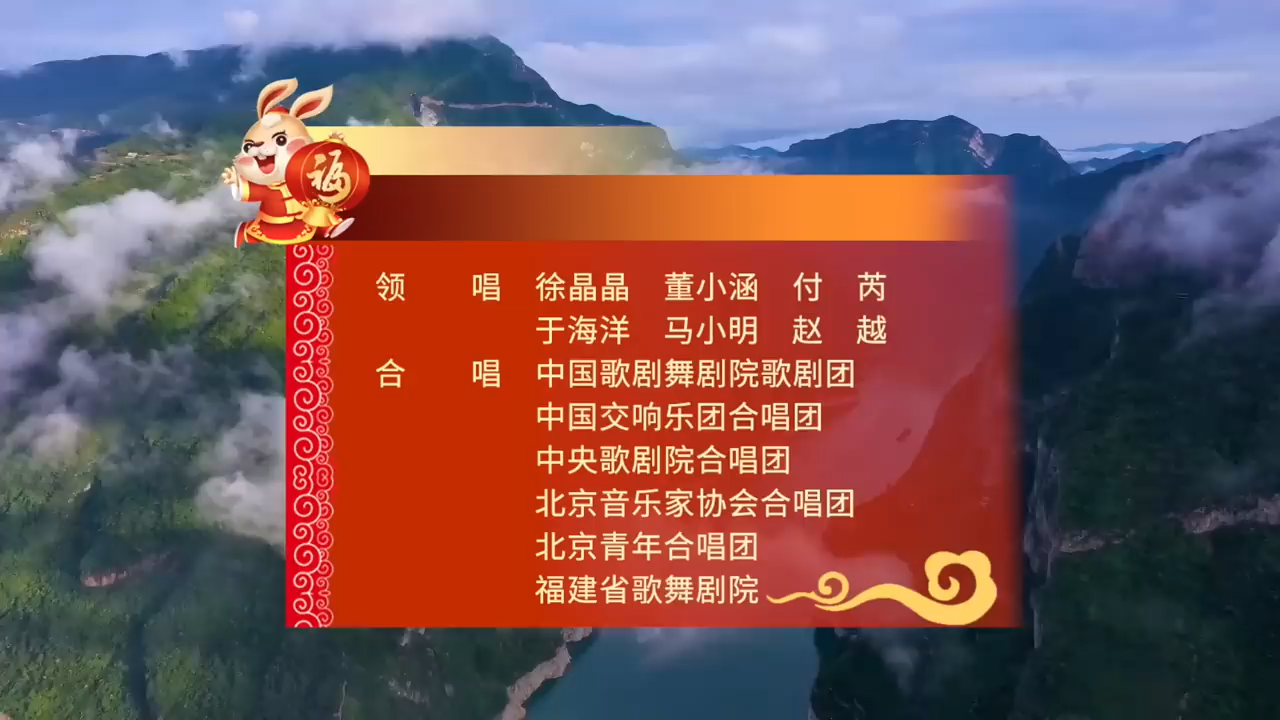 福
领 唱 徐晶晶 董小涵 付 芮
于海洋 马小明 赵 越
合 唱 中国歌剧舞剧院歌剧团
中国交响乐团合唱团
中央歌剧院合唱团
北京音乐家协会合唱团
北京青年合唱团
福建省歌舞剧院